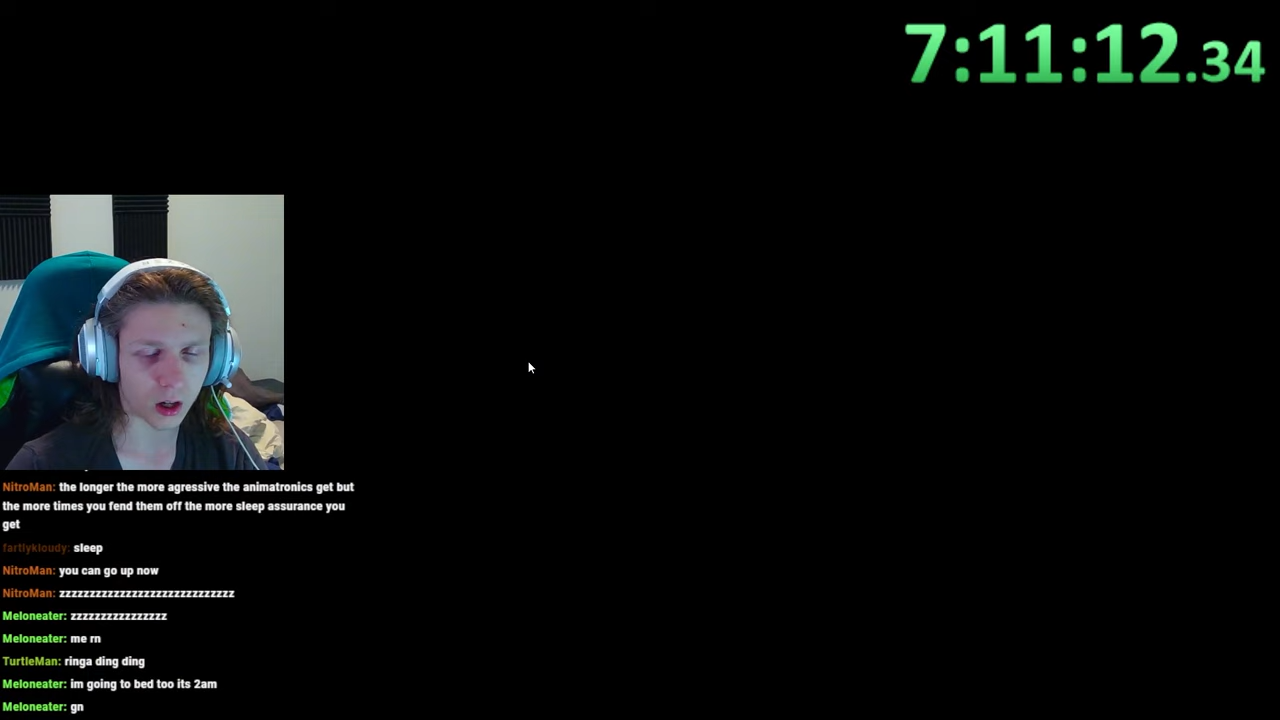 7:11:12.34
NitroMan: the longer the more agressive the animatronics get but
the more times you fend them off the more sleep assurance you
get
fartlykloudy: sleep
NitroMan: you can go up now
NitroMan: zzzzzzzzzzzzzzzzzzzzzzzzzzzzz
Meloneater: zzzzzzzzzzzzzzzz
Meloneater: me rn
TurtleMan: ringa ding ding
Meloneater: im going to bed too its 2am
Meloneater: gn